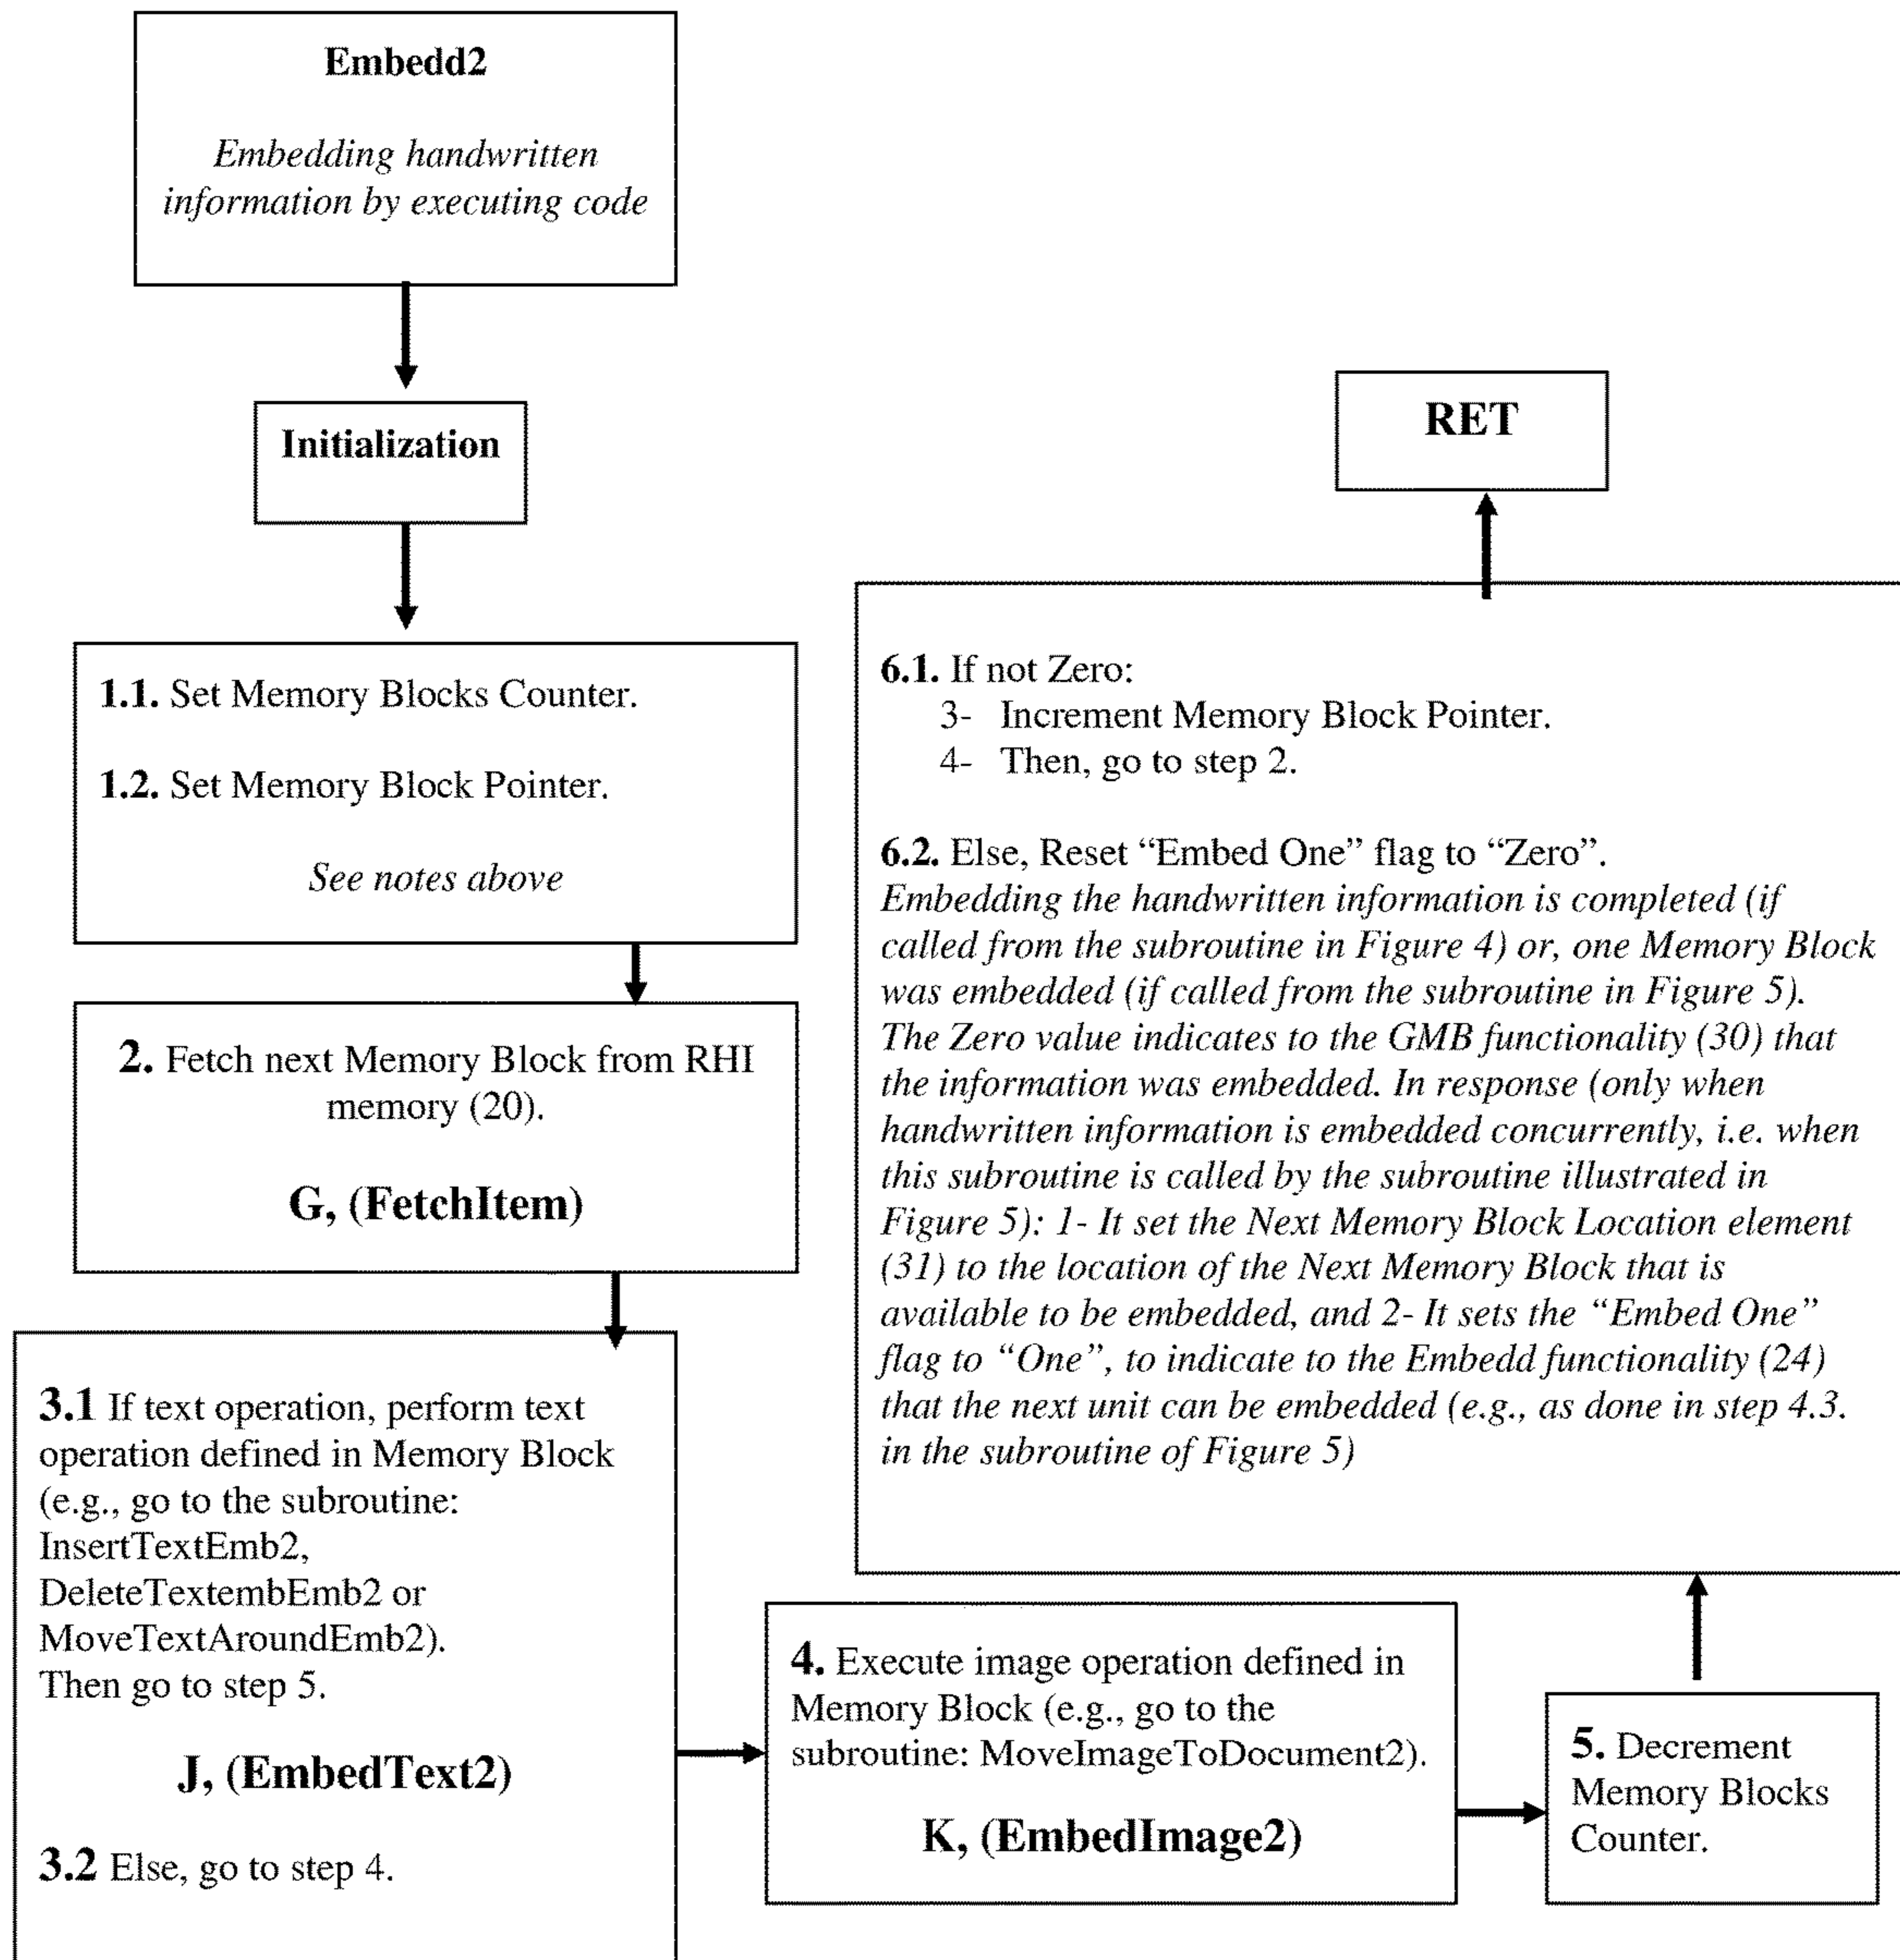 Embedd2
Embedding handwritten
information by executing code
Initialization
1.1. Set Memory Blocks Counter.
1.2. Set Memory Block Pointer.
See notes above
2. Fetch next Memory Block from RHI
memory (20).
G, (FetchItem)
3.1 If text operation, perform text
operation defined in Memory Block
(e.g., go to the subroutine:
InsertTextEmb2,
DeleteTextembEmb2 or
MoveTextAroundEmb2).
Then go to step 5.
J, (EmbedText2)
3.2 Else, go to step 4.
4. Execute image operation defined in
Memory Block (e.g., go to the
subroutine: MoveImageToDocument2).
K, (EmbedImage2)
5. Decrement
Memory Blocks
Counter.
6.1. If not Zero:
3- Increment Memory Block Pointer.
4- Then, go to step 2.
6.2. Else, Reset “Embed One” flag to “Zero”.
Embedding the handwritten information is completed (if
called from the subroutine in Figure 4) or, one Memory Block
was embedded (if called from the subroutine in Figure 5).
The Zero value indicates to the GMB functionality (30) that
the information was embedded. In response (only when
handwritten information is embedded concurrently, i.e. when
this subroutine is called by the subroutine illustrated in
Figure 5): 1- It set the Next Memory Block Location element
(31) to the location of the Next Memory Block that is
available to be embedded, and 2- It sets the “Embed One”
flag to “One”, to indicate to the Embedd functionality (24)
that the next unit can be embedded (e.g., as done in step 4.3.
in the subroutine of Figure 5)
RET